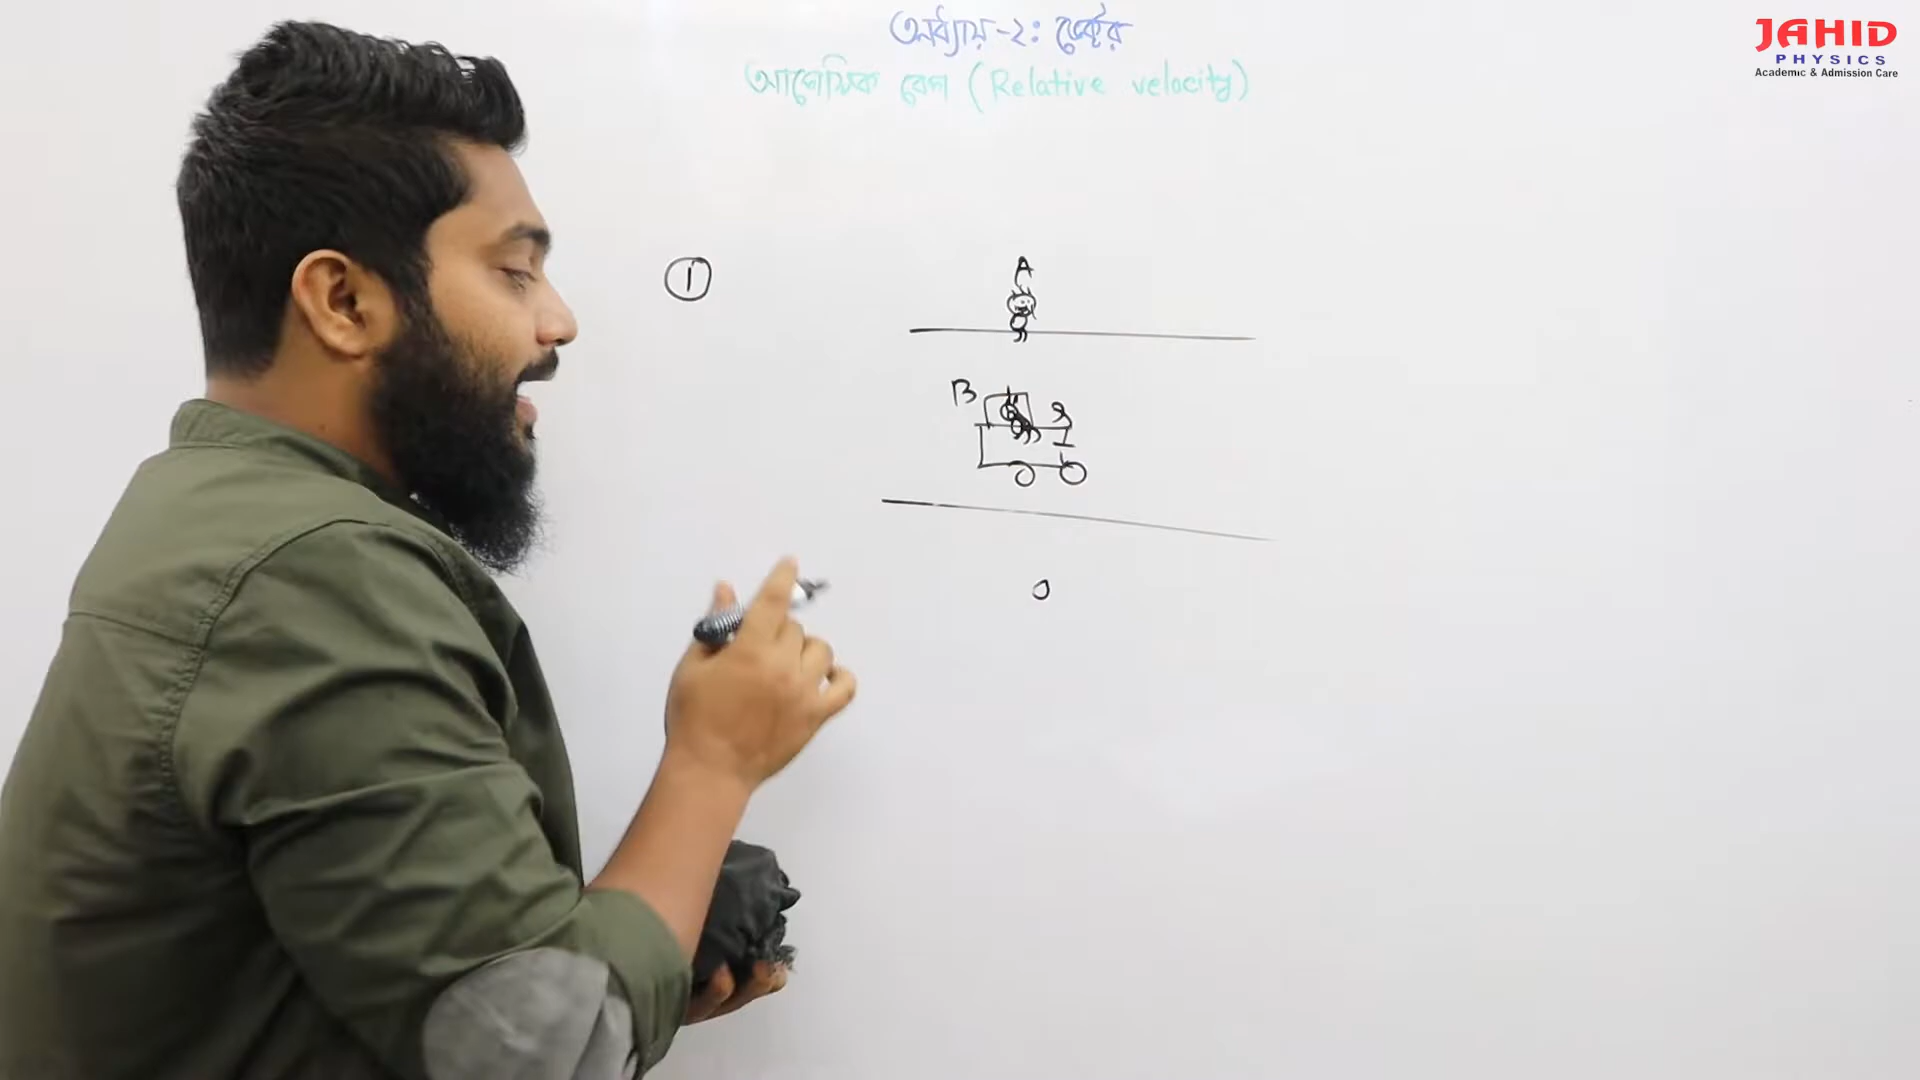 অধ্যায়-২: ভেক্টর
আপেক্ষিক বেগ (Relative velocity)
JAHID
PHYSICS
Academic & Admission Care
1
A
B